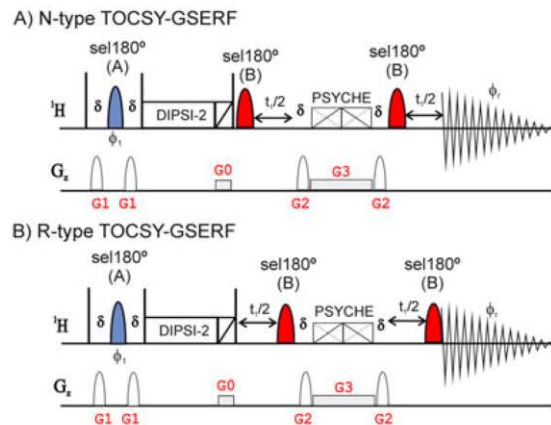 A) N-type TOCSY-GSERF
sel180º
(A)
sel180º
(B)
sel180º
(B)
¹H
δ
δ
DIPSI-2
t₁/2
δ
PSYCHE
δ
t₁/2
ϕᵣ
ϕ₁
G𝓏
G1
G1
G0
G2
G3
G2
B) R-type TOCSY-GSERF
sel180º
(A)
sel180º
(B)
sel180º
(B)
¹H
δ
δ
DIPSI-2
t₁/2
δ
PSYCHE
δ
t₁/2
ϕᵣ
ϕ₁
G𝓏
G1
G1
G0
G2
G3
G2